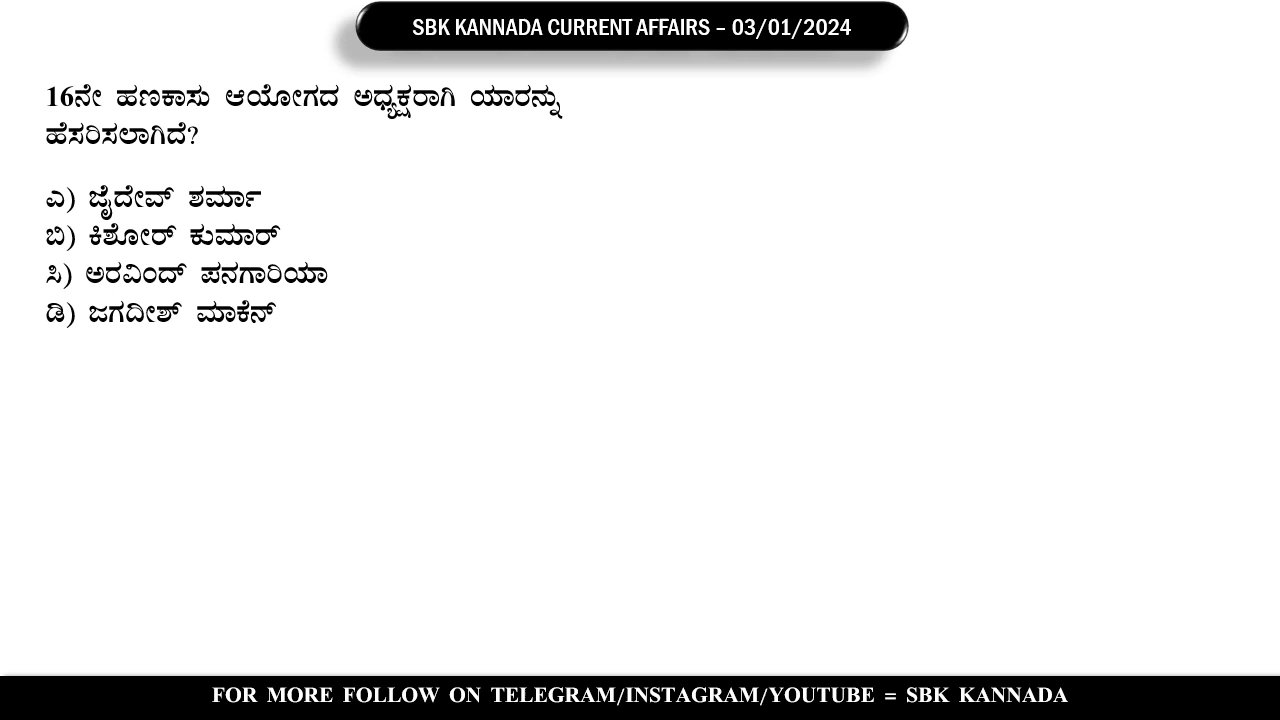 SBK KANNADA CURRENT AFFAIRS – 03/01/2024
16ನೇ ಹಣಕಾಸು ಆಯೋಗದ ಅಧ್ಯಕ್ಷರಾಗಿ ಯಾರನ್ನು
ಹೆಸರಿಸಲಾಗಿದೆ?
ಎ) ಜೈದೇವ್ ಶರ್ಮಾ
ಬಿ) ಕಿಶೋರ್ ಕುಮಾರ್
ಸಿ) ಅರವಿಂದ್ ಪನಗಾರಿಯಾ
ಡಿ) ಜಗದೀಶ್ ಮಾಕೆನ್
FOR MORE FOLLOW ON TELEGRAM/INSTAGRAM/YOUTUBE = SBK KANNADA